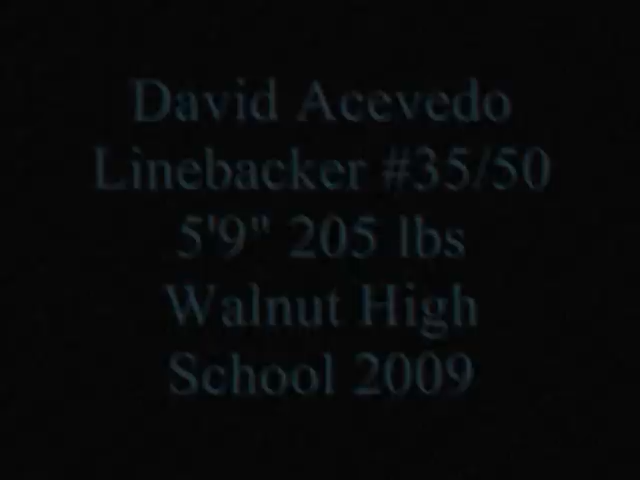 David Acevedo
Linebacker #35/50
5'9" 205 lbs
Walnut High
School 2009